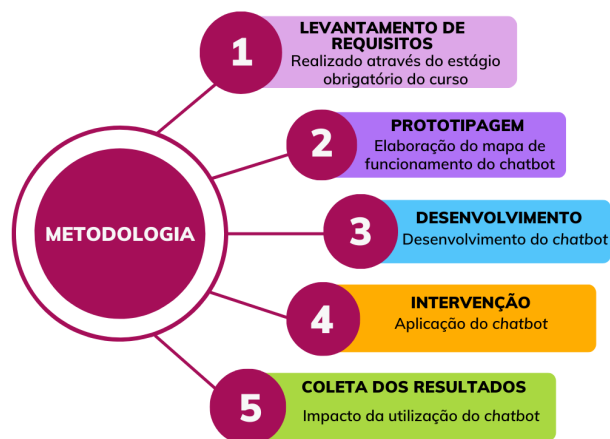 METODOLOGIA
1
LEVANTAMENTO DE
REQUISITOS
Realizado através do estágio
obrigatório do curso
2
PROTOTIPAGEM
Elaboração do mapa de
funcionamento do chatbot
3
DESENVOLVIMENTO
Desenvolvimento do chatbot
4
INTERVENÇÃO
Aplicação do chatbot
5
COLETA DOS RESULTADOS
Impacto da utilização do chatbot